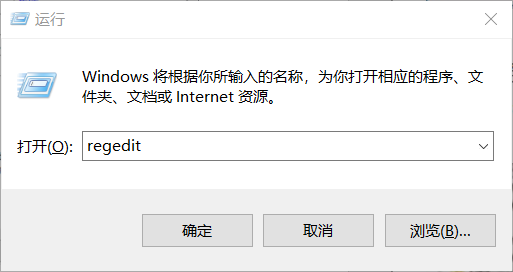 运行
Windows 将根据你所输入的名称，为你打开相应的程序、文
件夹、文档或 Internet 资源。
打开(O): regedit
确定 取消 浏览(B)...